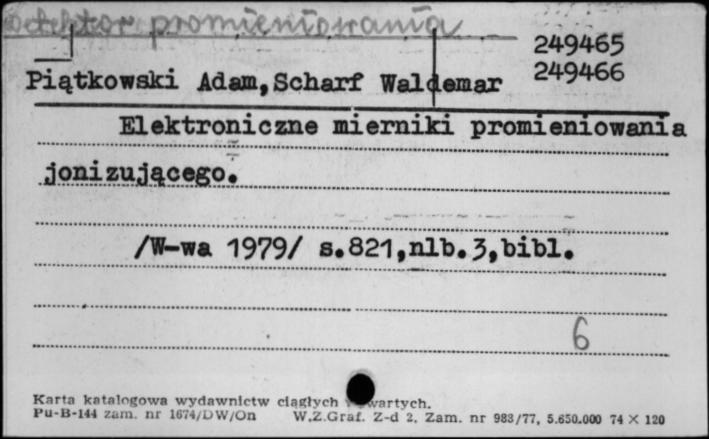 detektor promieniowania
249465
Piątkowski Adam,Scharf Waldemar 249466
Elektroniczne mierniki promieniowania
jonizującego.
/W-wa 1979/ s.821,nlb.3,bibl.
6
Karta katalogowa wydawnictw ciągłych i zwartych.
Pu-B-144 zam. nr 1674/DW/On W.Z.Graf. Z-d 2. Zam. nr 983/77, 5.650.000 74 X 120